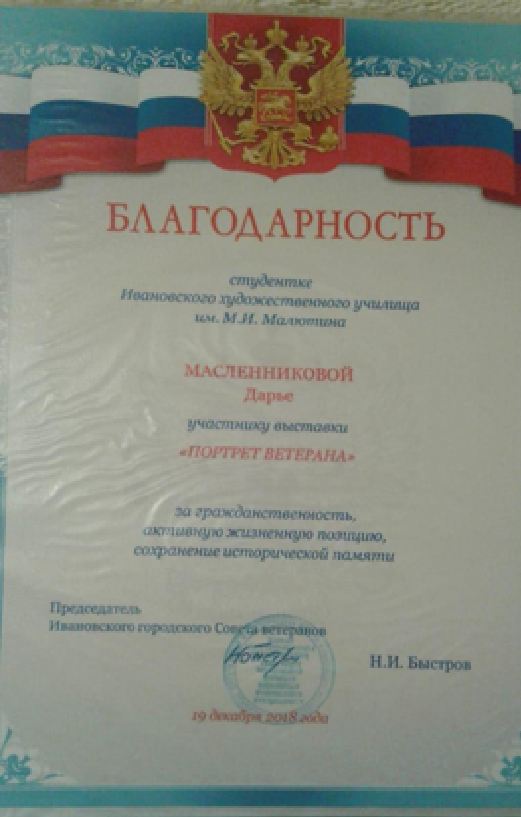 БЛАГОДАРНОСТЬ
студентке
Ивановского художественного училища
им. М.И. Малютина
МАСЛЕННИКОВОЙ
Дарье
участнику выставки
«ПОРТРЕТ ВЕТЕРАНА»
за гражданственность,
активную жизненную позицию,
сохранение исторической памяти
Председатель
Ивановского городского Совета ветеранов
Н.И. Быстров
19 декабря 2018 года